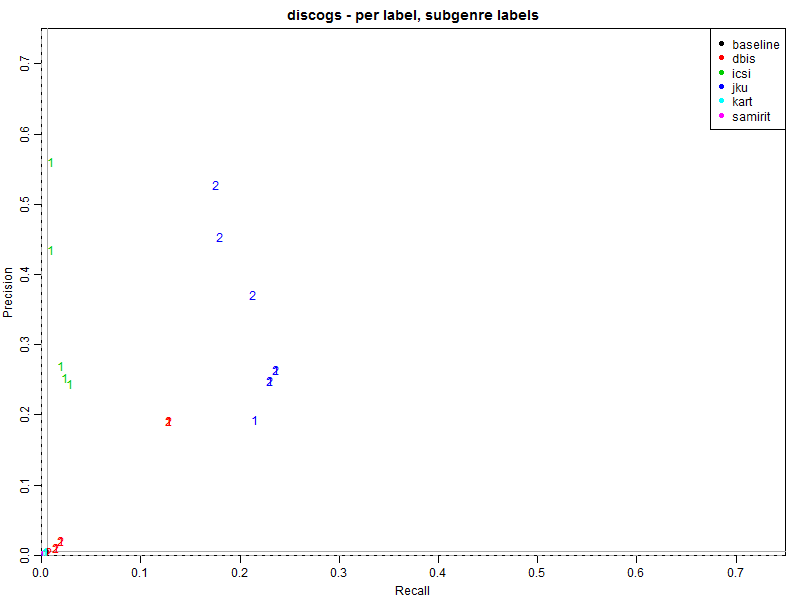 discogs - per label, subgenre labels
baseline
dbis
icsi
jku
kart
samirit
Precision
0.7
0.6
0.5
0.4
0.3
0.2
0.1
0.0
1
2
2
1
2
1
1
1
2
2
1
2
2
2
0.0 0.1 0.2 0.3 0.4 0.5 0.6 0.7
Recall